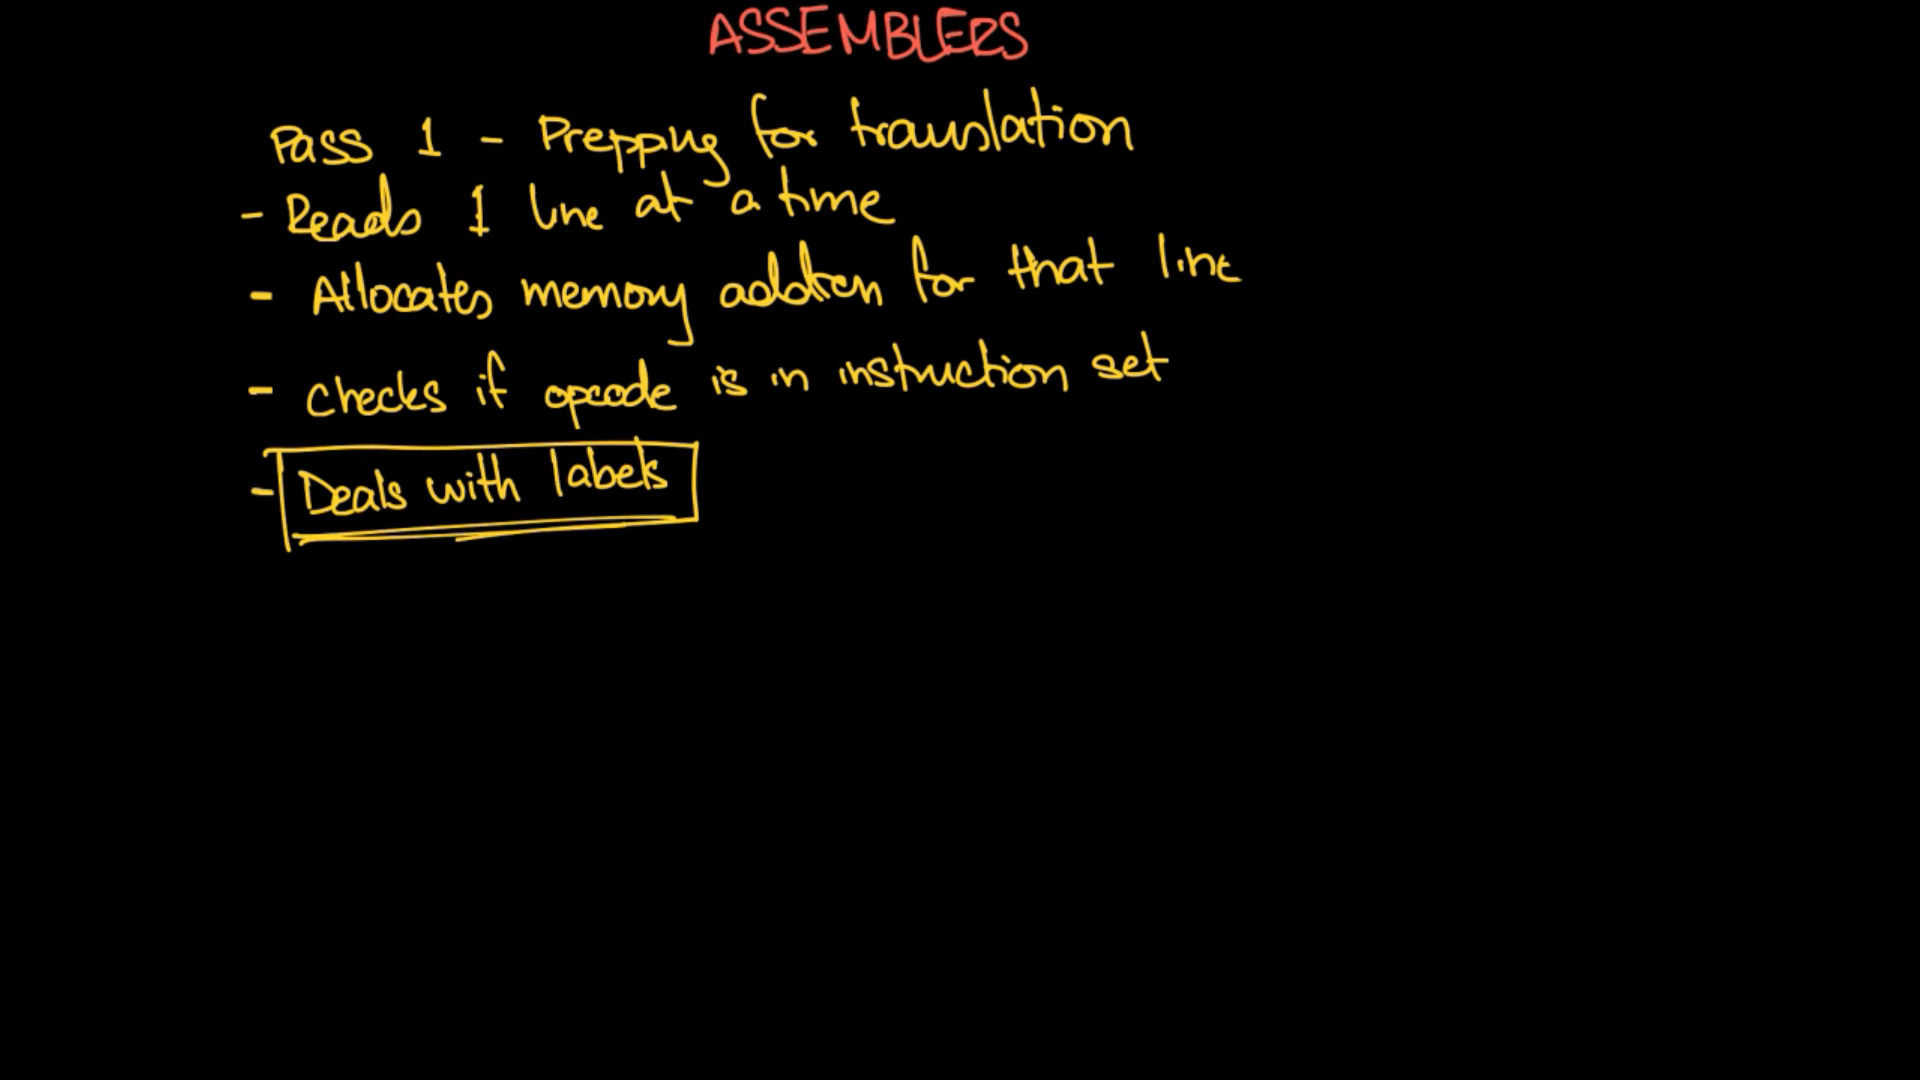 ASSEMBLERS
Pass 1 - Prepping for translation
- Reads 1 line at a time
- Allocates memory for that line
- checks if opcode is in instruction set
- Deals with labels